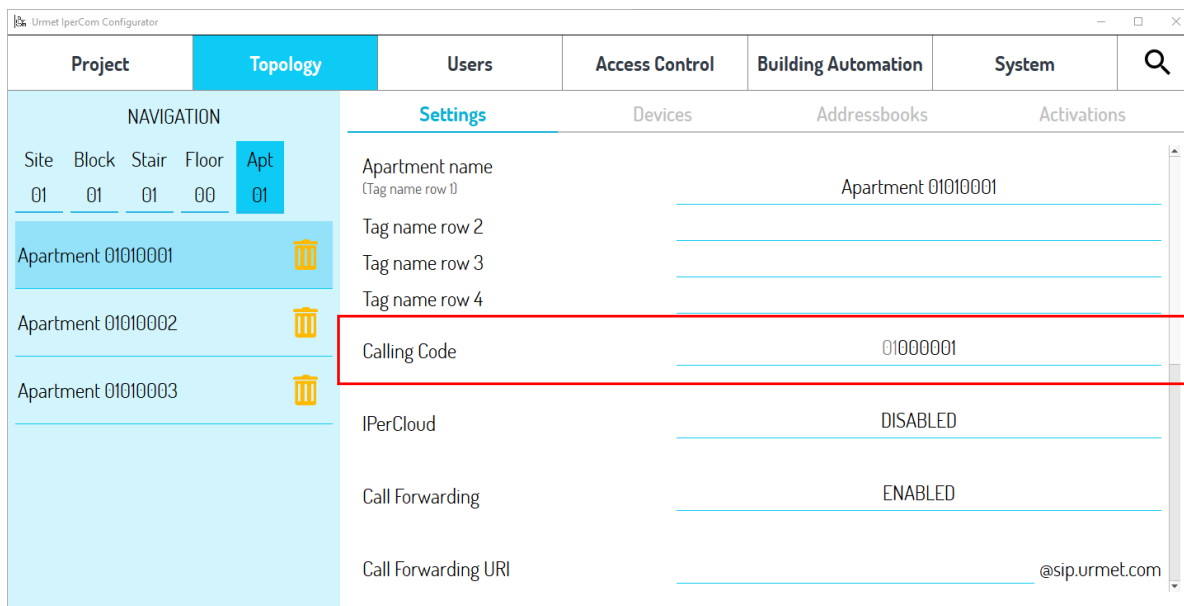 Urmet IperCom Configurator
Project Topology Users Access Control Building Automation System
NAVIGATION
Site Block Stair Floor Apt
01 01 01 00 01
Apartment 01010001
Apartment 01010002
Apartment 01010003
Settings Devices Addressbooks Activations
Apartment name
(Tag name row 1)
Apartment 01010001
Tag name row 2
Tag name row 3
Tag name row 4
Calling Code 01000001
IPerCloud DISABLED
Call Forwarding ENABLED
Call Forwarding URI @sip.urmet.com